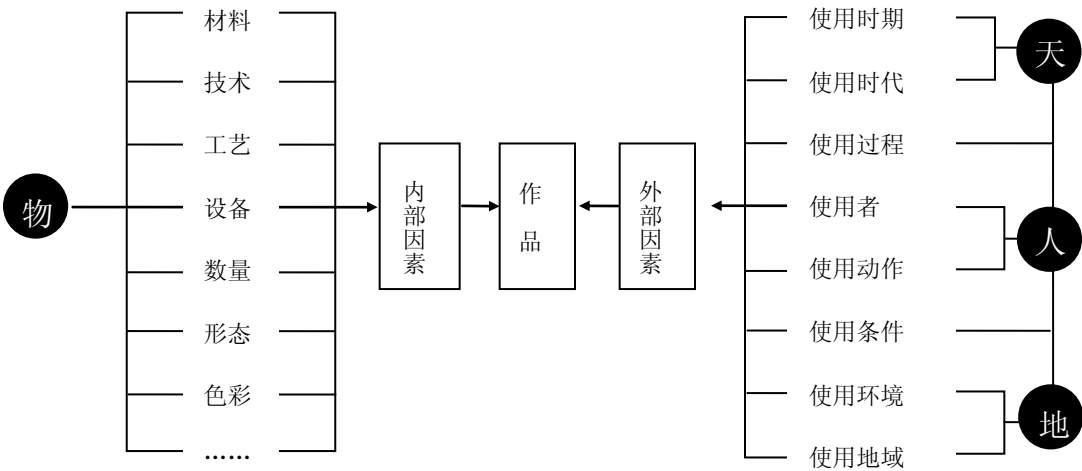 物
材料
技术
工艺
设备
数量
形态
色彩
……
内部因素
作品
外部因素
使用时期
使用时代
使用过程
使用者
使用动作
使用条件
使用环境
使用地域
天
人
地